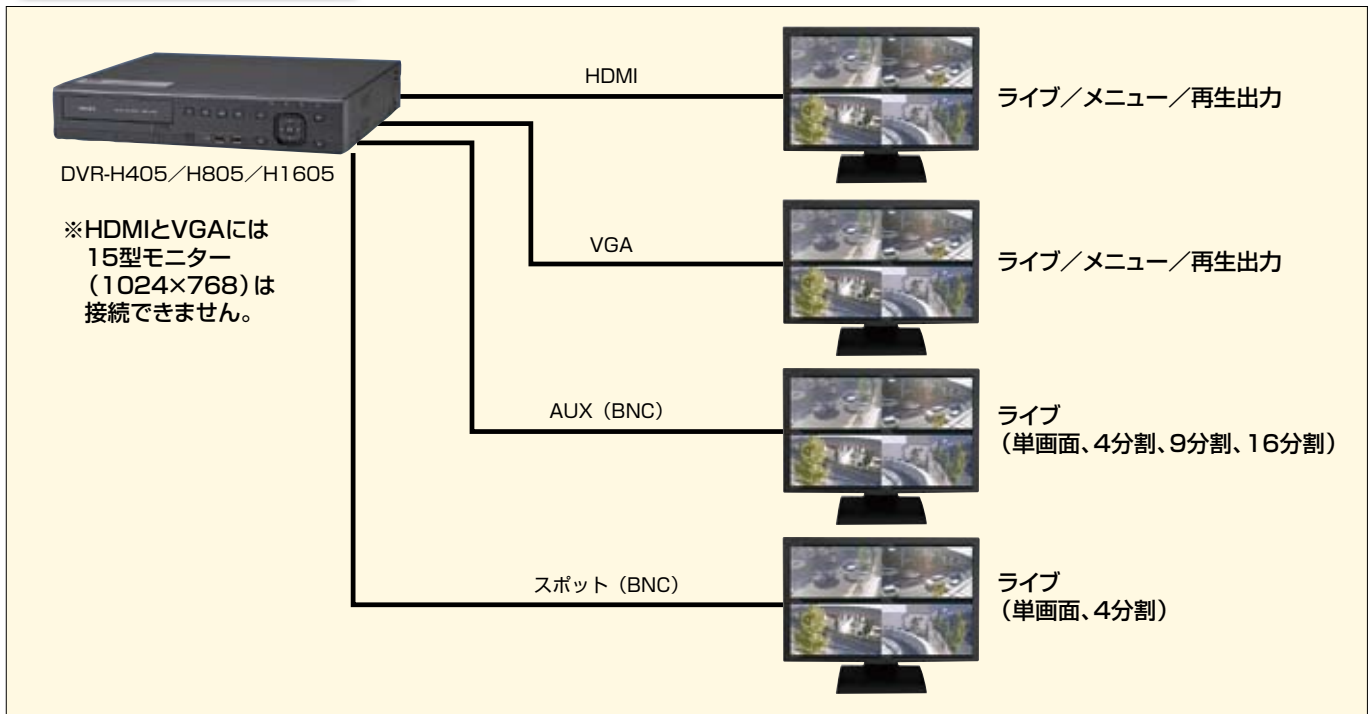 HDMI
ライブ／メニュー／再生出力
DVR-H405／H805／H1605
※HDMIとVGAには
15型モニター
（1024×768）は
接続できません。
VGA
ライブ／メニュー／再生出力
AUX（BNC）
ライブ
（単画面、4分割、9分割、16分割）
スポット（BNC）
ライブ
（単画面、4分割）